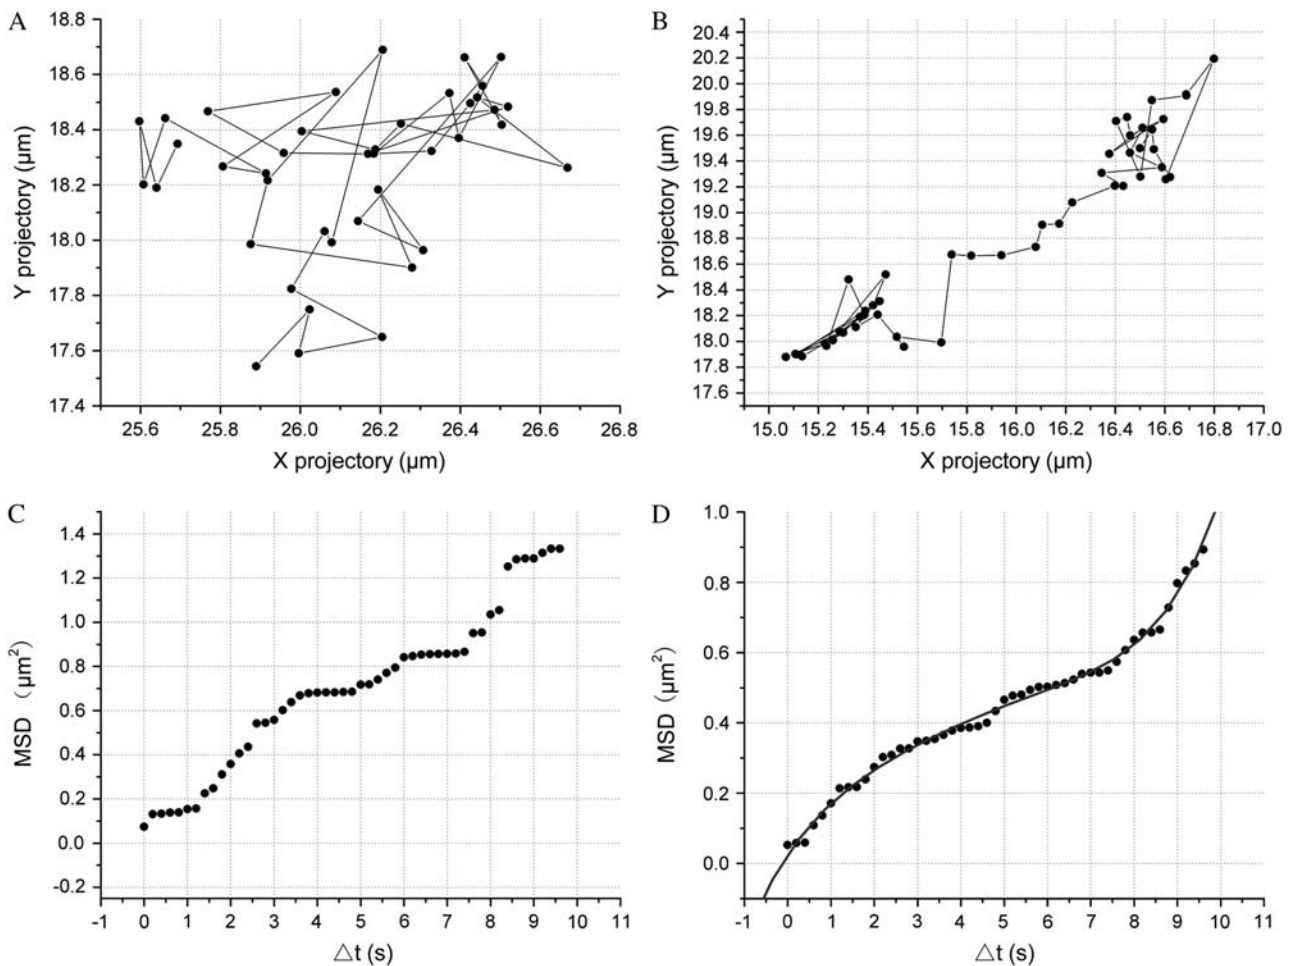 A
18.8
18.6
18.4
18.2
18.0
17.8
17.6
17.4
Y projectory (μm)
25.6 25.8 26.0 26.2 26.4 26.6 26.8
X projectory (μm)
B
20.4
20.2
20.0
19.8
19.6
19.4
19.2
19.0
18.8
18.6
18.4
18.2
18.0
17.8
17.6
Y projectory (μm)
15.0 15.2 15.4 15.6 15.8 16.0 16.2 16.4 16.6 16.8 17.0
X projectory (μm)
C
1.4
1.2
1.0
0.8
0.6
0.4
0.2
0.0
-0.2
MSD (μm²)
-1 0 1 2 3 4 5 6 7 8 9 10 11
△t (s)
D
1.0
0.8
0.6
0.4
0.2
0.0
MSD (μm²)
-1 0 1 2 3 4 5 6 7 8 9 10 11
△t (s)